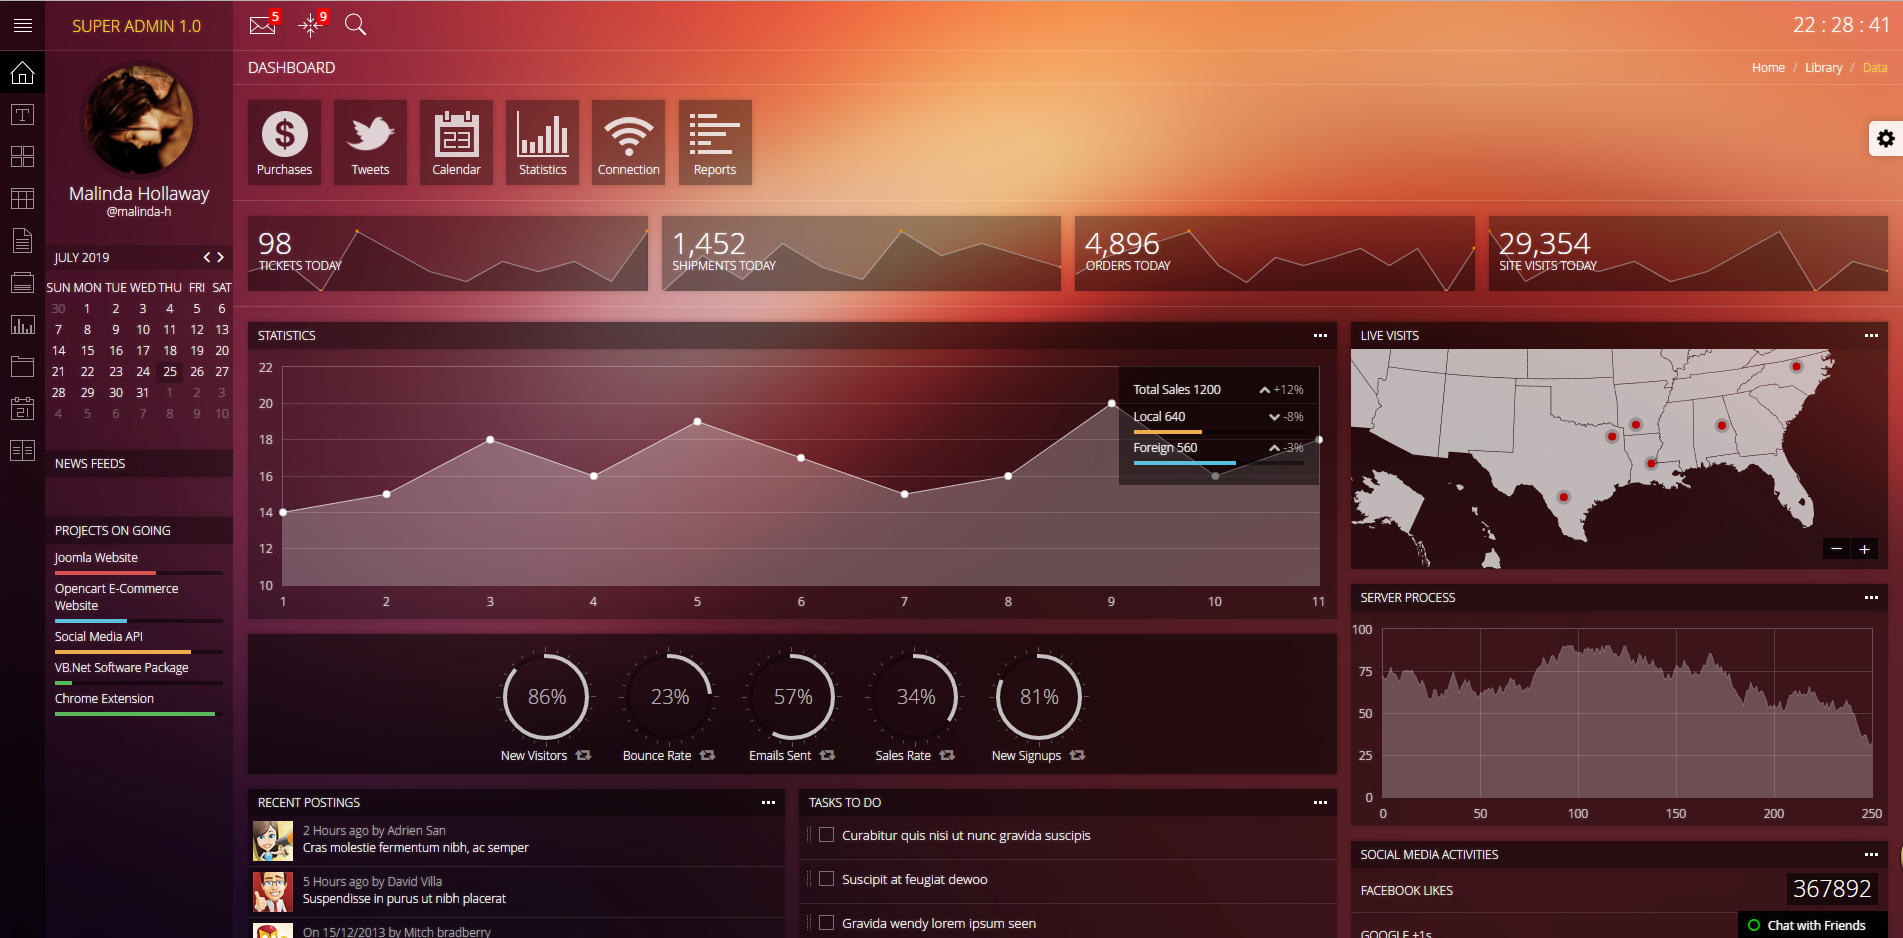 SUPER ADMIN 1.0
5
9
22 : 28 : 41
DASHBOARD
Home / Library / Data
Malinda Hollaway
@malinda-h
JULY 2019
SUN MON TUE WED THU FRI SAT
30 1 2 3 4 5 6
7 8 9 10 11 12 13
14 15 16 17 18 19 20
21 22 23 24 25 26 27
28 29 30 31 1 2 3
4 5 6 7 8 9 10
NEWS FEEDS
PROJECTS ON GOING
Joomla Website
Opencart E-Commerce
Website
Social Media API
VB.Net Software Package
Chrome Extension
T
21
$
23
Purchases
Tweets
Calendar
Statistics
Connection
Reports
98
TICKETS TODAY
1,452
SHIPMENTS TODAY
4,896
ORDERS TODAY
29,354
SITE VISITS TODAY
STATISTICS
22
20
18
16
14
12
10
1 2 3 4 5 6 7 8 9 10 11
Total Sales 1200 +12%
Local 640 -8%
Foreign 560 -3%
86%
New Visitors
23%
Bounce Rate
57%
Emails Sent
34%
Sales Rate
81%
New Signups
RECENT POSTINGS
2 Hours ago by Adrien San
Cras molestie fermentum nibh, ac semper
5 Hours ago by David Villa
Suspendisse in purus ut nibh placerat
On 15/12/2013 by Mitch bradberry
TASKS TO DO
Curabitur quis nisi ut nunc gravida suscipis
Suscipit at feugiat dewoo
Gravida wendy lorem ipsum seen
LIVE VISITS
− +
SERVER PROCESS
100
75
50
25
0
0 50 100 150 200 250
SOCIAL MEDIA ACTIVITIES
FACEBOOK LIKES 367892
GOOGLE +1s
Chat with Friends